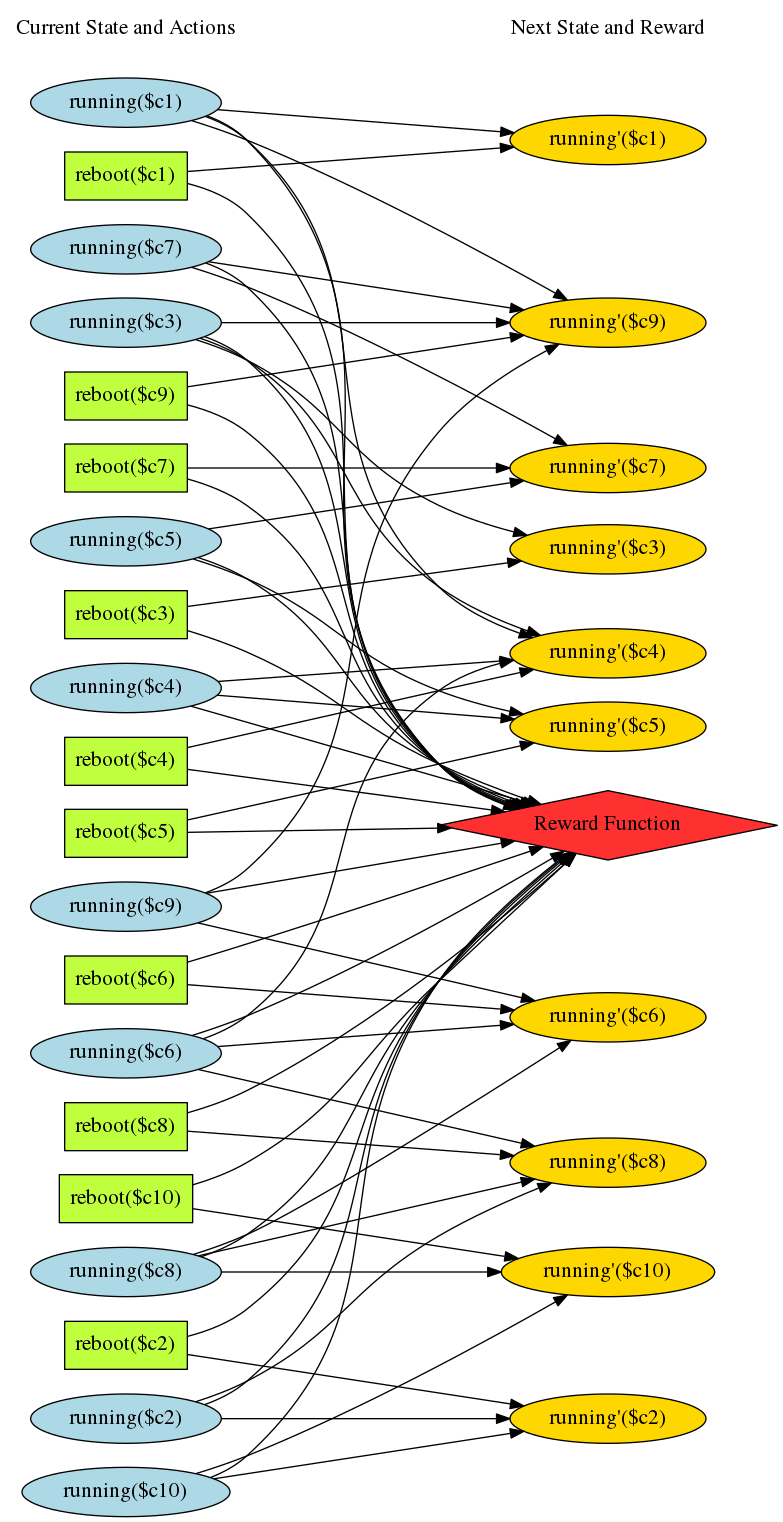 Current State and Actions
Next State and Reward
running($c1)
running'($c1)
reboot($c1)
running($c7)
running($c3)
running'($c9)
reboot($c9)
reboot($c7)
running'($c7)
running($c5)
running'($c3)
reboot($c3)
running'($c4)
running($c4)
running'($c5)
reboot($c4)
reboot($c5)
Reward Function
running($c9)
reboot($c6)
running'($c6)
running($c6)
reboot($c8)
running'($c8)
reboot($c10)
running($c8)
running'($c10)
reboot($c2)
running($c2)
running'($c2)
running($c10)